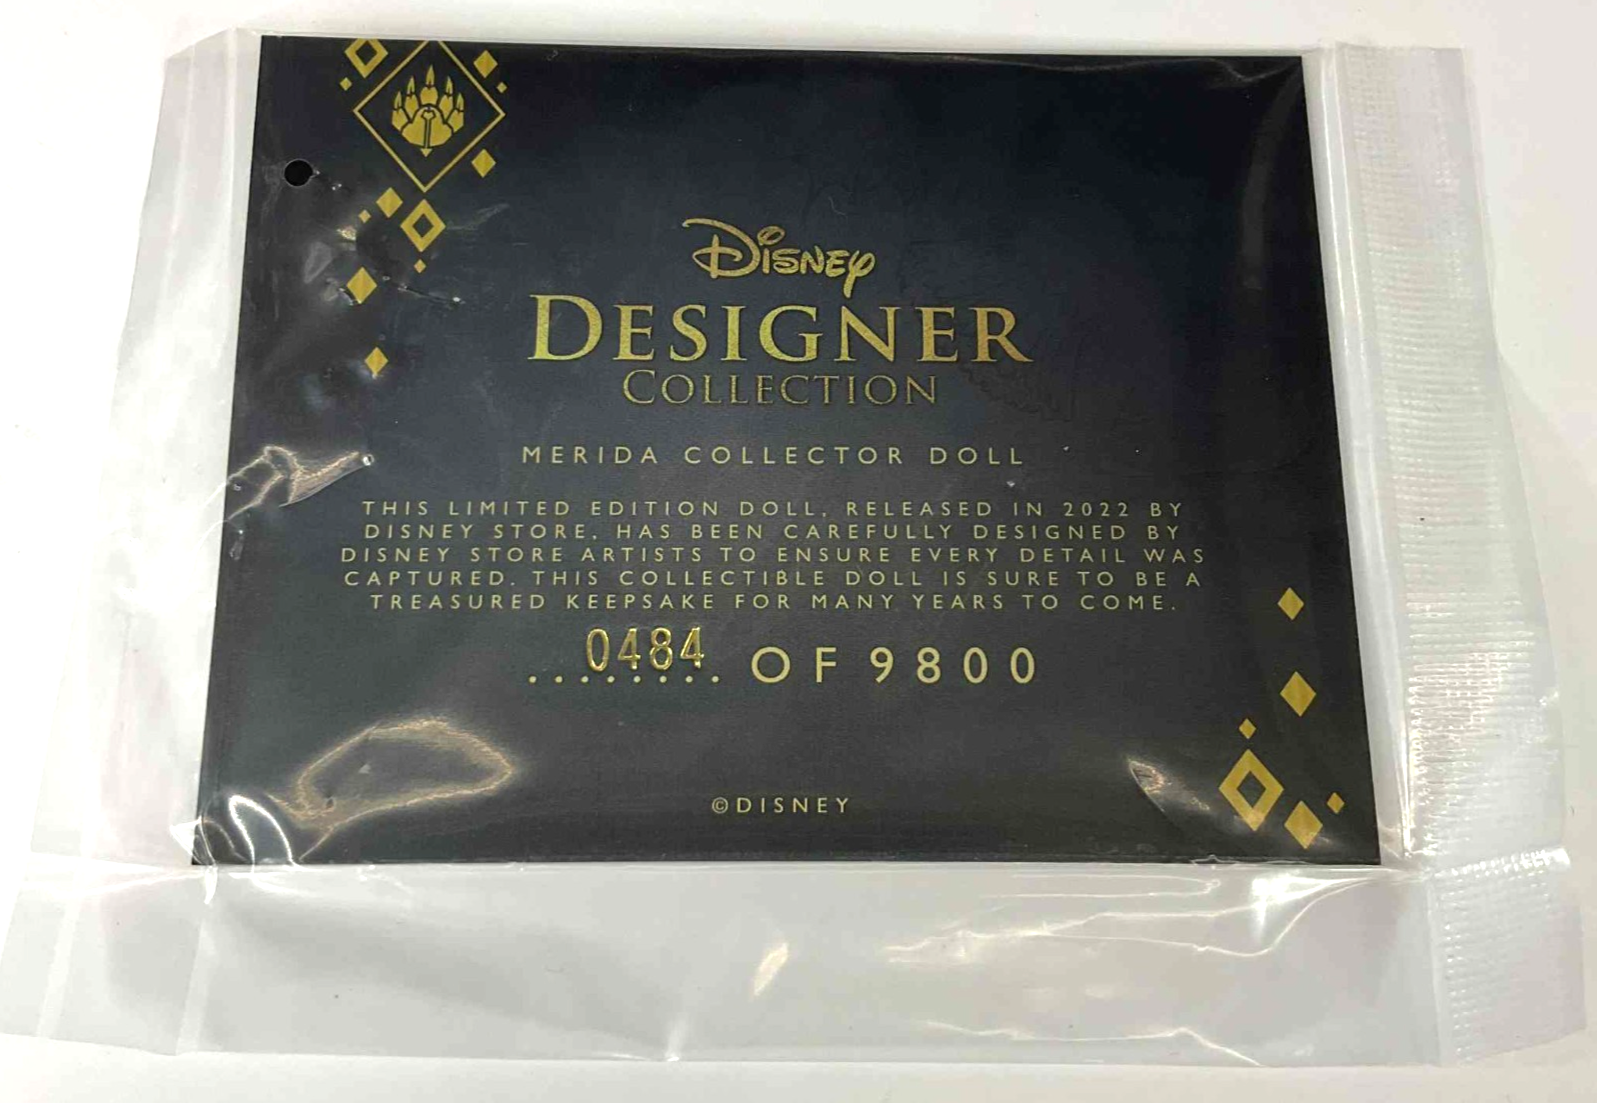 Disney
DESIGNER
COLLECTION
MERIDA COLLECTOR DOLL
THIS LIMITED EDITION DOLL, RELEASED IN 2022 BY
DISNEY STORE, HAS BEEN CAREFULLY DESIGNED BY
DISNEY STORE ARTISTS TO ENSURE EVERY DETAIL WAS
CAPTURED. THIS COLLECTIBLE DOLL IS SURE TO BE A
TREASURED KEEPSAKE FOR MANY YEARS TO COME.
0484 OF 9800
©DISNEY